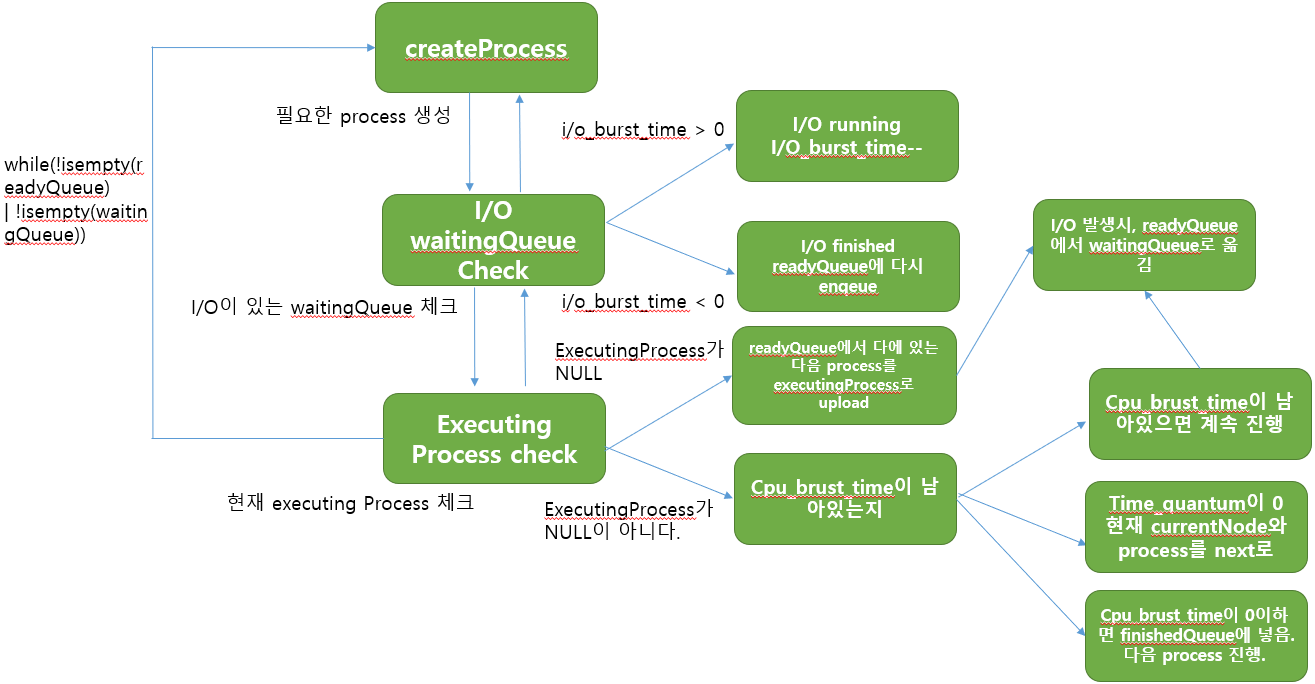 createProcess
필요한 process 생성
while(!isempty(r
eadyQueue)
| !isempty(waitin
gQueue))
i/o_burst_time > 0
I/O running
I/O_burst_time--
I/O
waitingQueue
Check
I/O이 있는 waitingQueue 체크
I/O finished
readyQueue에 다시
enqeue
i/o_burst_time < 0
I/O 발생시, readyQueue
에서 waitingQueue로 옮
김
ExecutingProcess가
NULL
readyQueue에서 다에 있는
다음 process를
executingProcess로
upload
Executing
Process check
현재 executing Process 체크
ExecutingProcess가
NULL이 아니다.
Cpu_brust_time이 남
아있는지
Cpu_brust_time이 남
아있으면 계속 진행
Time_quantum이 0
현재 currentNode와
process를 next로
Cpu_brust_time이 0이하
면 finishedQueue에 넣음.
다음 process 진행.